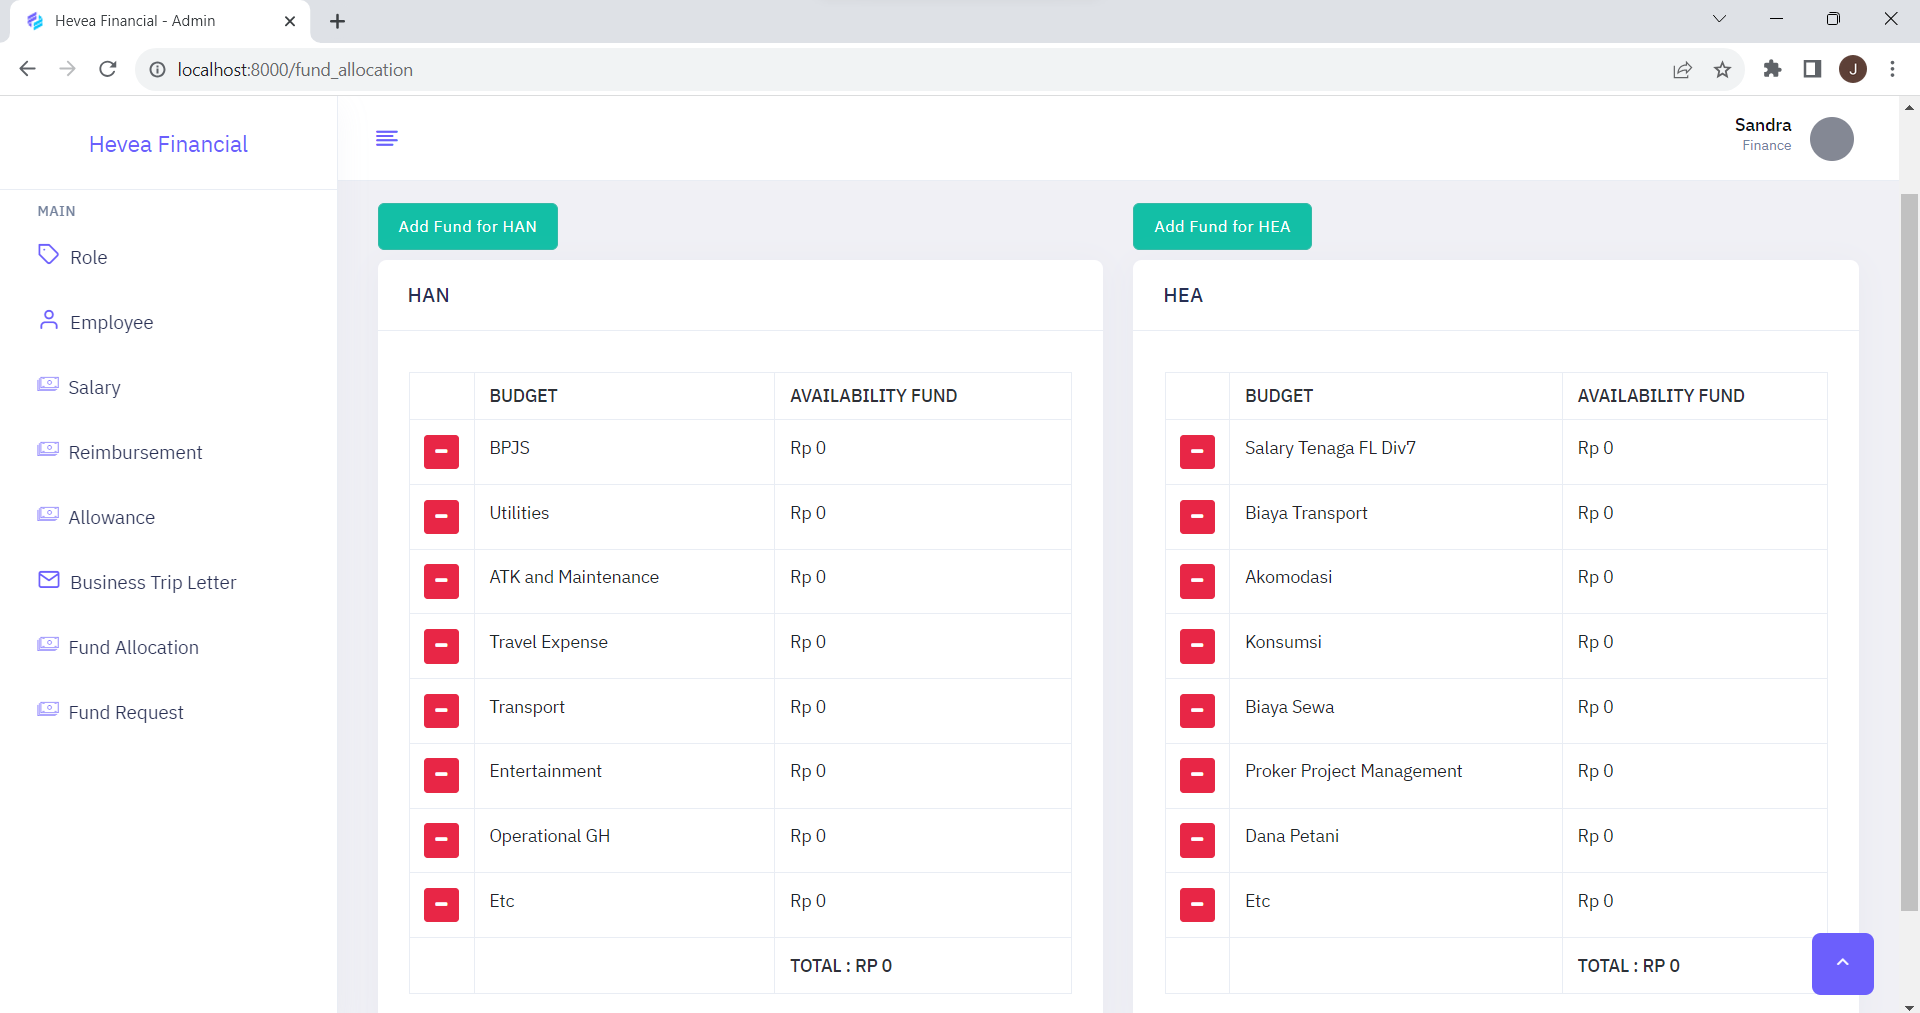 Hevea Financial - Admin
localhost:8000/fund_allocation
J
Hevea Financial
Sandra
Finance
MAIN
Role
Employee
Salary
Reimbursement
Allowance
Business Trip Letter
Fund Allocation
Fund Request
Add Fund for HAN
HAN
BUDGET AVAILABILITY FUND
BPJS Rp 0
Utilities Rp 0
ATK and Maintenance Rp 0
Travel Expense Rp 0
Transport Rp 0
Entertainment Rp 0
Operational GH Rp 0
Etc Rp 0
TOTAL : RP 0
Add Fund for HEA
HEA
BUDGET AVAILABILITY FUND
Salary Tenaga FL Div7 Rp 0
Biaya Transport Rp 0
Akomodasi Rp 0
Konsumsi Rp 0
Biaya Sewa Rp 0
Proker Project Management Rp 0
Dana Petani Rp 0
Etc Rp 0
TOTAL : RP 0